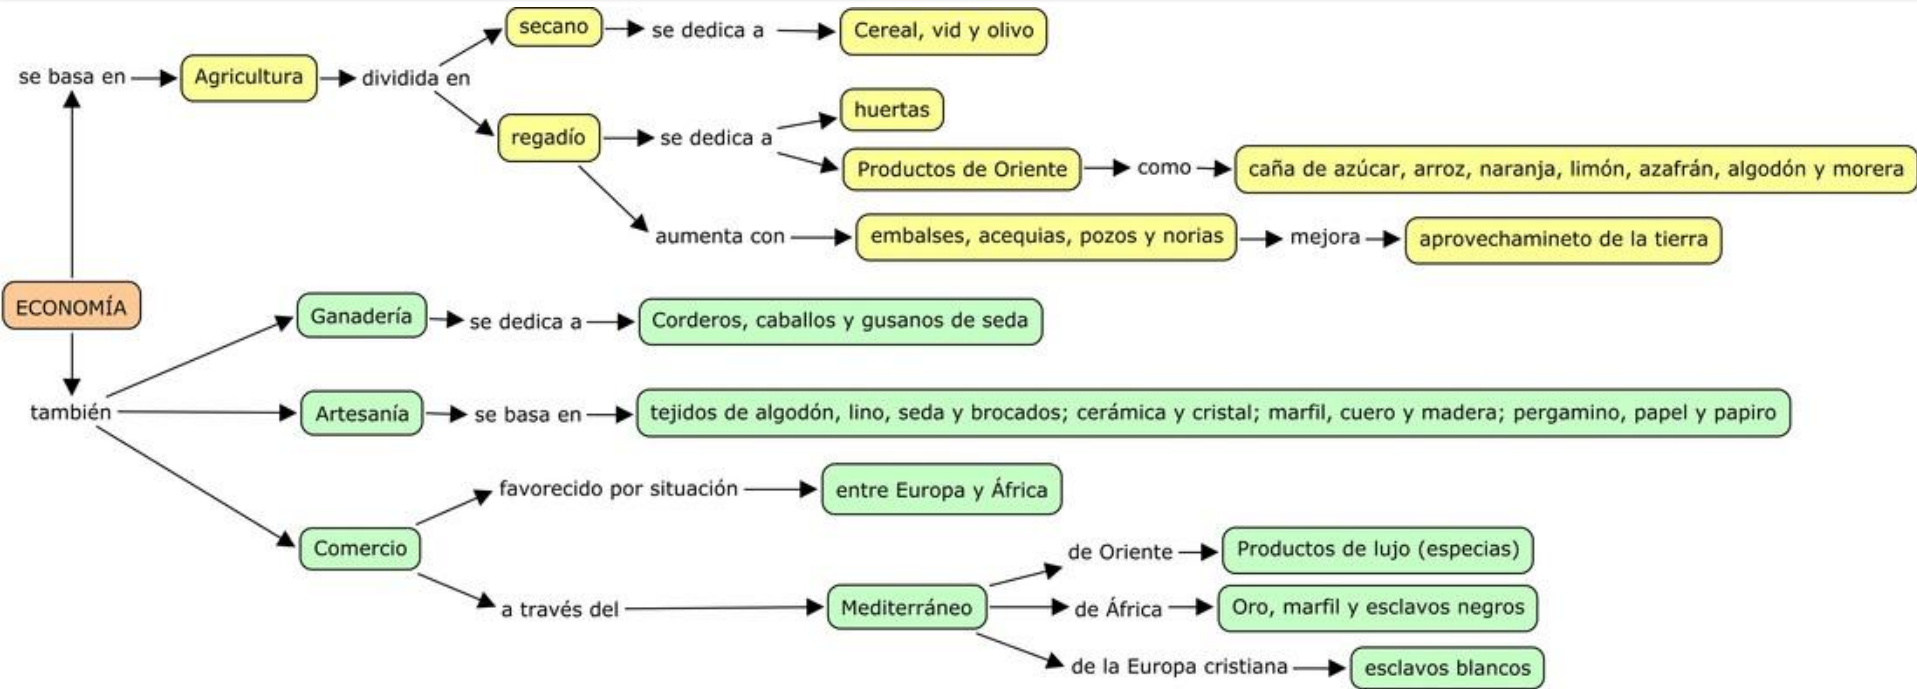 secano
se dedica a
Cereal, vid y olivo
se basa en
Agricultura
dividida en
huertas
regadío
se dedica a
Productos de Oriente
como
caña de azúcar, arroz, naranja, limón, azafrán, algodón y morera
aumenta con
embalses, acequias, pozos y norias
mejora
aprovechamineto de la tierra
ECONOMÍA
Ganadería
se dedica a
Corderos, caballos y gusanos de seda
también
Artesanía
se basa en
tejidos de algodón, lino, seda y brocados; cerámica y cristal; marfil, cuero y madera; pergamino, papel y papiro
favorecido por situación
entre Europa y África
Comercio
de Oriente
Productos de lujo (especias)
a través del
Mediterráneo
de África
Oro, marfil y esclavos negros
de la Europa cristiana
esclavos blancos